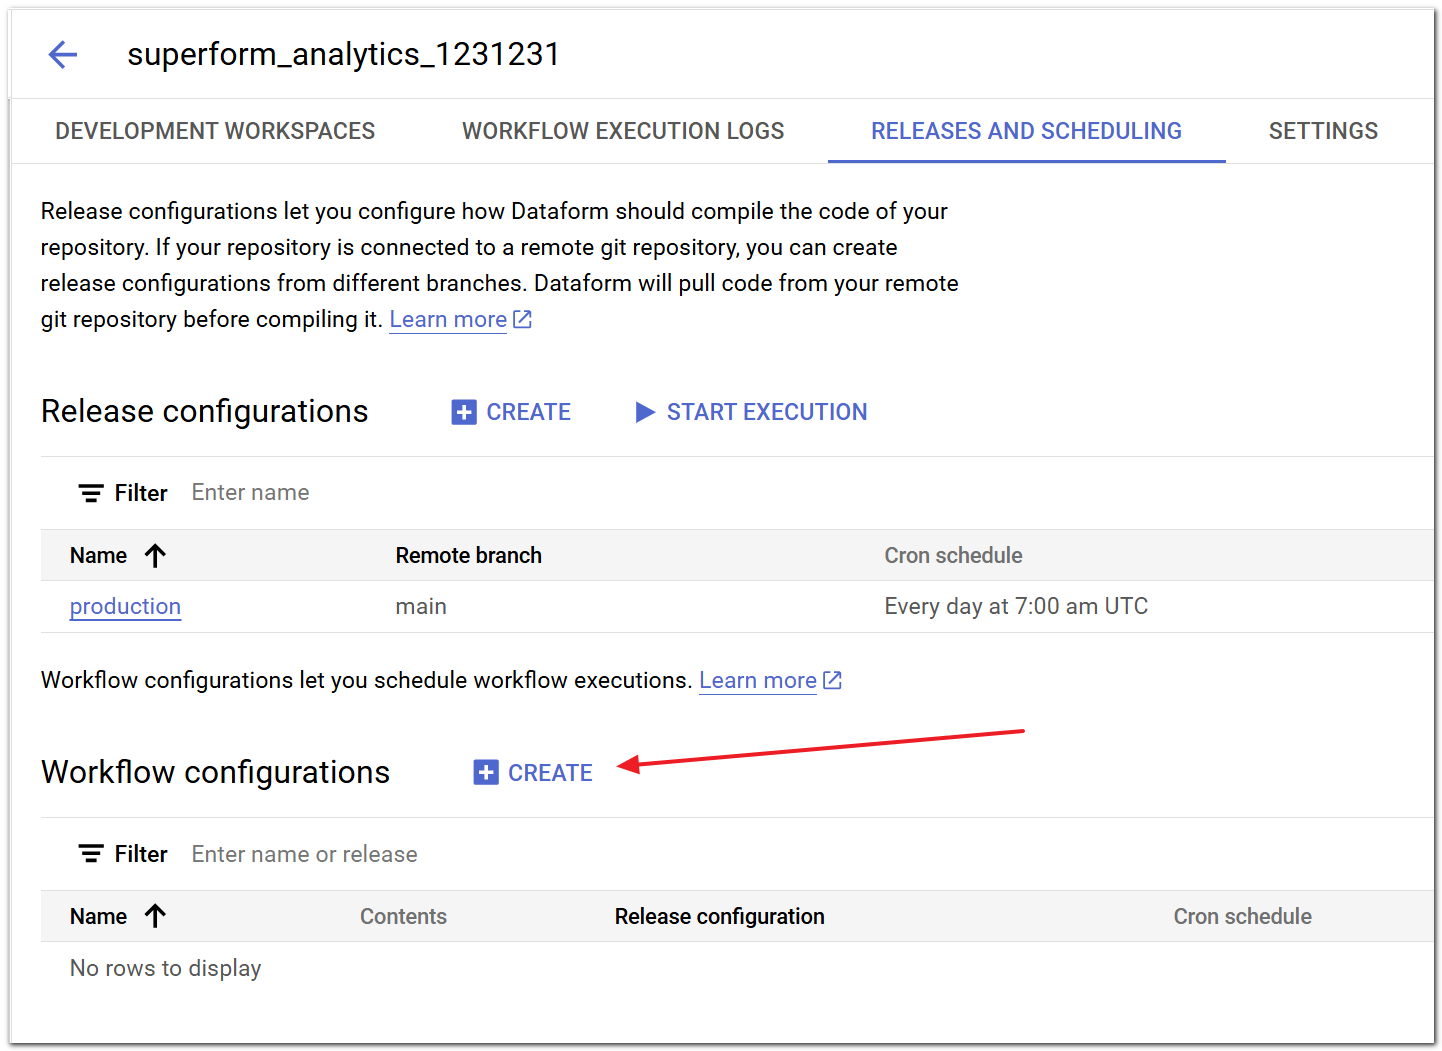 superform_analytics_1231231
DEVELOPMENT WORKSPACES WORKFLOW EXECUTION LOGS RELEASES AND SCHEDULING SETTINGS
Release configurations let you configure how Dataform should compile the code of your
repository. If your repository is connected to a remote git repository, you can create
release configurations from different branches. Dataform will pull code from your remote
git repository before compiling it. Learn more
Release configurations CREATE START EXECUTION
Filter Enter name
Name Remote branch Cron schedule
production main Every day at 7:00 am UTC
Workflow configurations let you schedule workflow executions. Learn more
Workflow configurations CREATE
Filter Enter name or release
Name Contents Release configuration Cron schedule
No rows to display